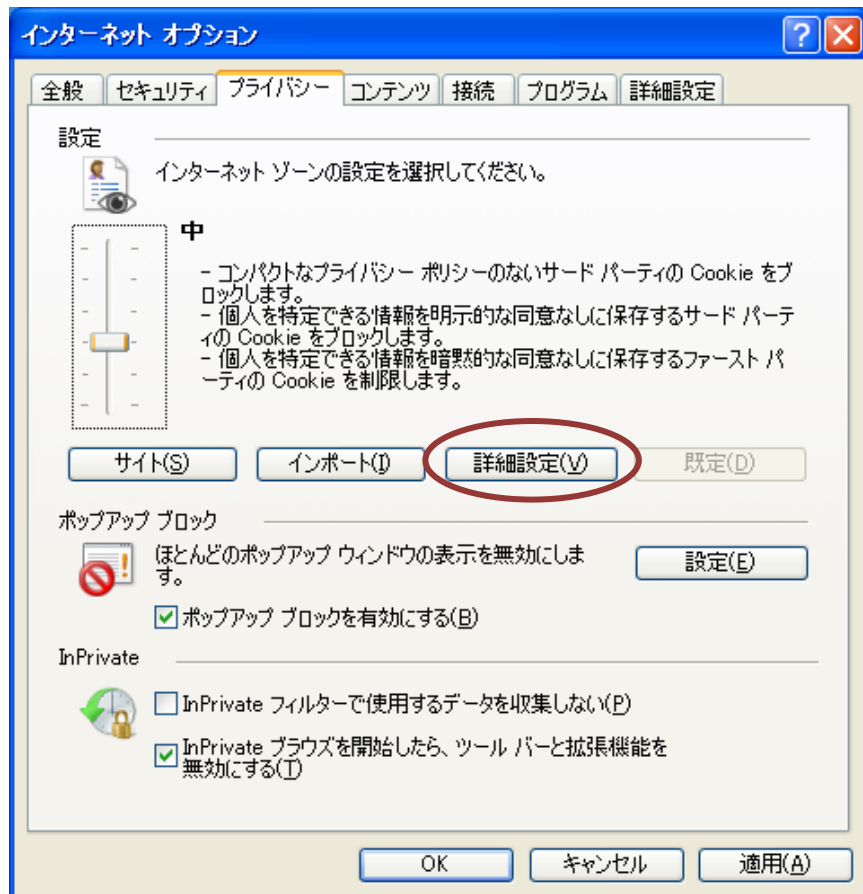 インターネット オプション
全般 セキュリティ プライバシー コンテンツ 接続 プログラム 詳細設定
設定
インターネット ゾーンの設定を選択してください。
中
- コンパクトなプライバシー ポリシーのないサード パーティの Cookie をブ
ロックします。
- 個人を特定できる情報を明示的な同意なしに保存するサード パーテ
ィの Cookie をブロックします。
- 個人を特定できる情報を暗黙的な同意なしに保存するファースト パ
ーティの Cookie を制限します。
サイト(S) インポート(I) 詳細設定(V) 既定(D)
ポップアップ ブロック
ほとんどのポップアップ ウィンドウの表示を無効にしま
す。
設定(E)
ポップアップ ブロックを有効にする(B)
InPrivate
InPrivate フィルターで使用するデータを収集しない(P)
InPrivate ブラウズを開始したら、ツール バーと拡張機能を
無効にする(T)
OK キャンセル 適用(A)